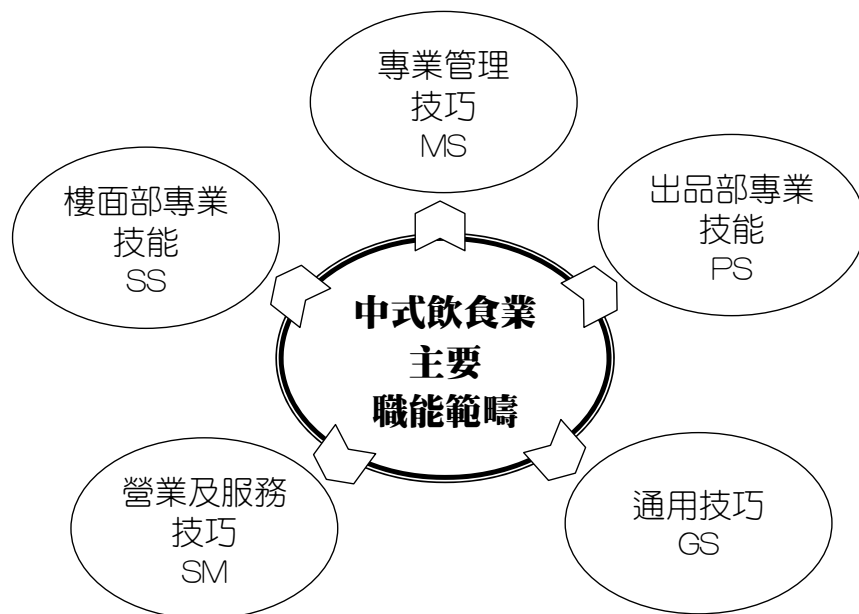 專業管理
技巧
MS
樓面部專業
技能
SS
出品部專業
技能
PS
中式飲食業
主要
職能範疇
營業及服務
技巧
SM
通用技巧
GS